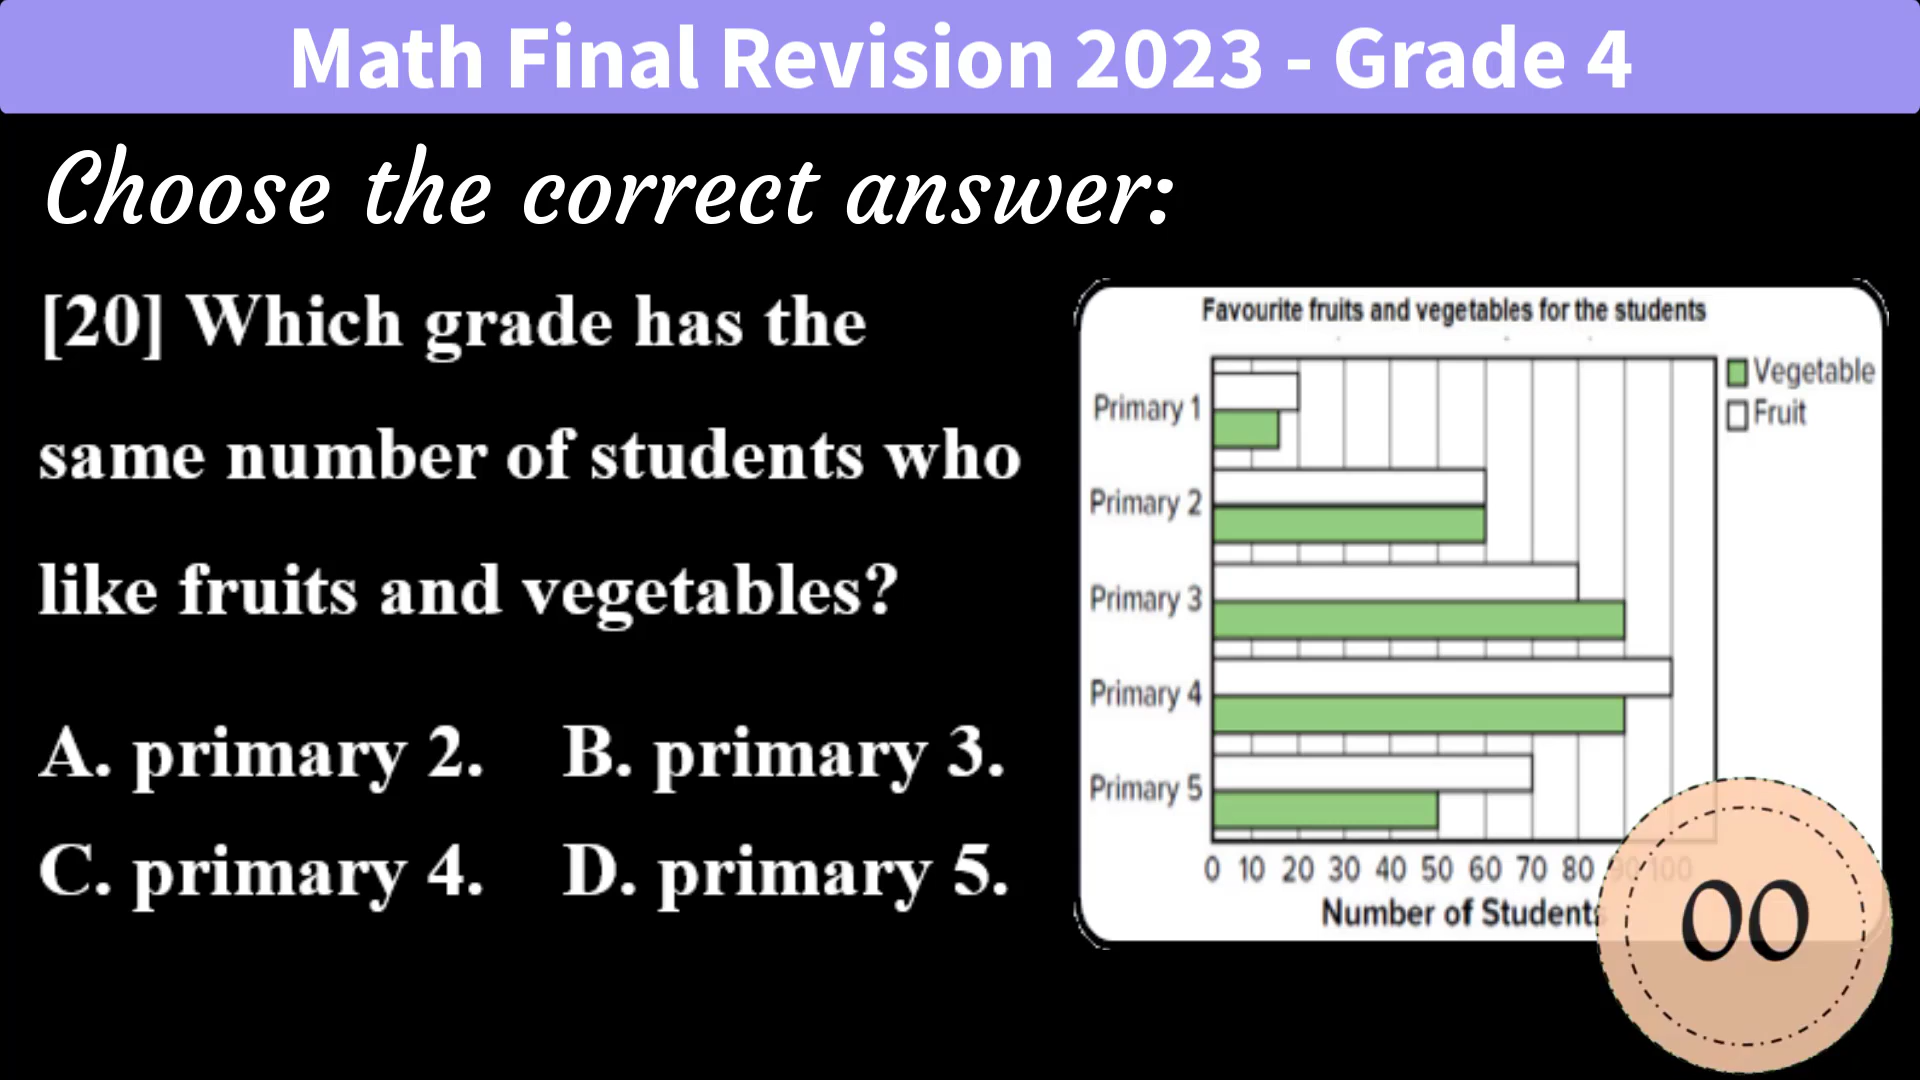 Math Final Revision 2023 - Grade 4
Choose the correct answer:
[20] Which grade has the
same number of students who
like fruits and vegetables?
A. primary 2. B. primary 3.
C. primary 4. D. primary 5.
Favourite fruits and vegetables for the students
Vegetable
Fruit
Primary 1
Primary 2
Primary 3
Primary 4
Primary 5
0 10 20 30 40 50 60 70 80 90 100
Number of Students
00